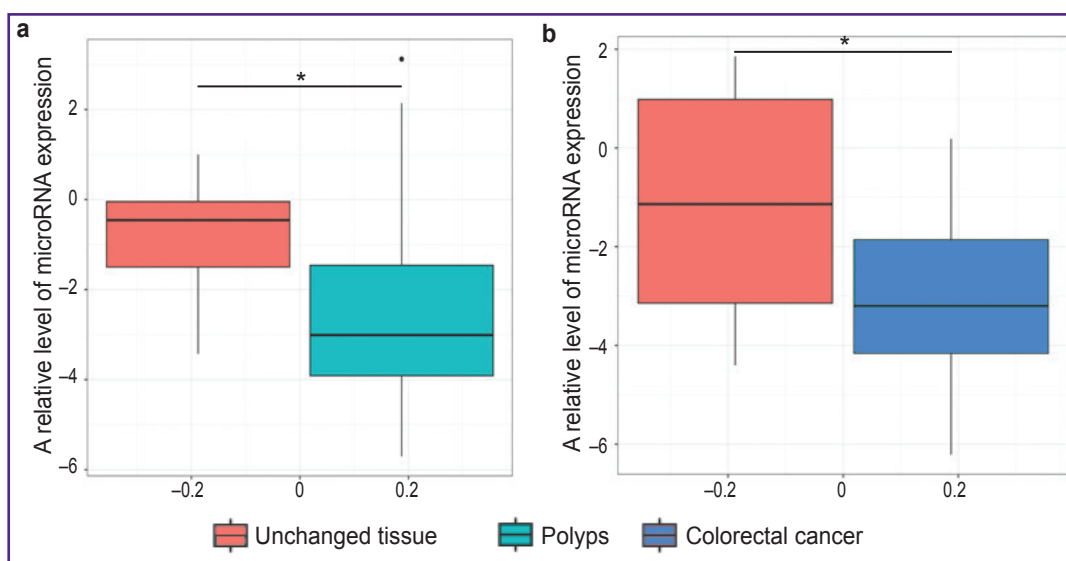 a
A relative level of microRNA expression
2
0
–2
–4
–6
*
–0.2
0
0.2
b
A relative level of microRNA expression
2
0
–2
–4
–6
*
–0.2
0
0.2
Unchanged tissue
Polyps
Colorectal cancer